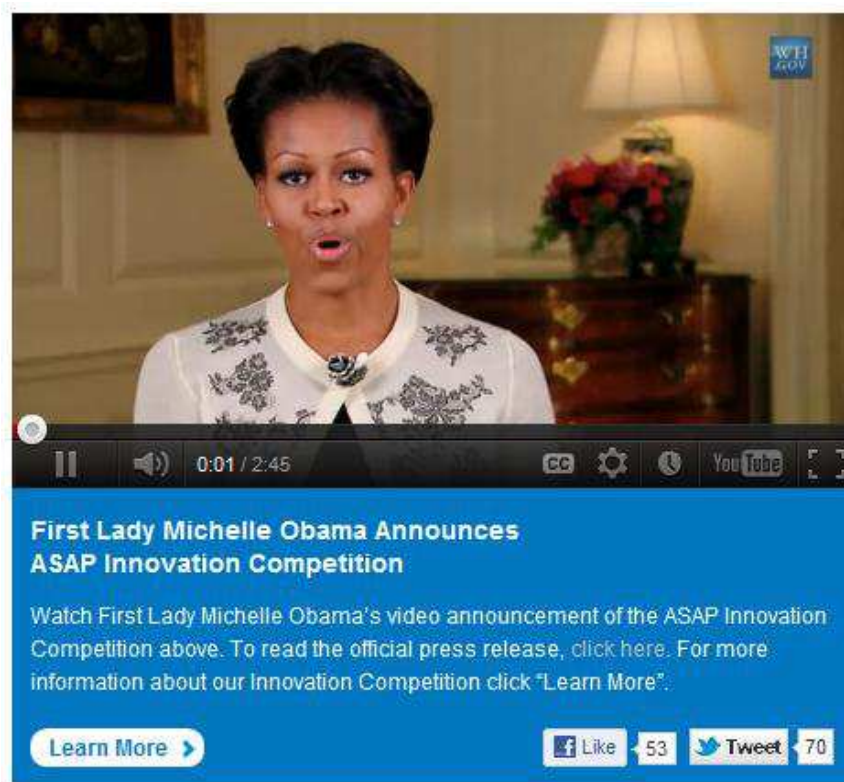 WH
.GOV
0:01 / 2:45
CC
YouTube
First Lady Michelle Obama Announces
ASAP Innovation Competition
Watch First Lady Michelle Obama's video announcement of the ASAP Innovation
Competition above. To read the official press release, click here. For more
information about our Innovation Competition click “Learn More”.
Learn More
Like 53 Tweet 70